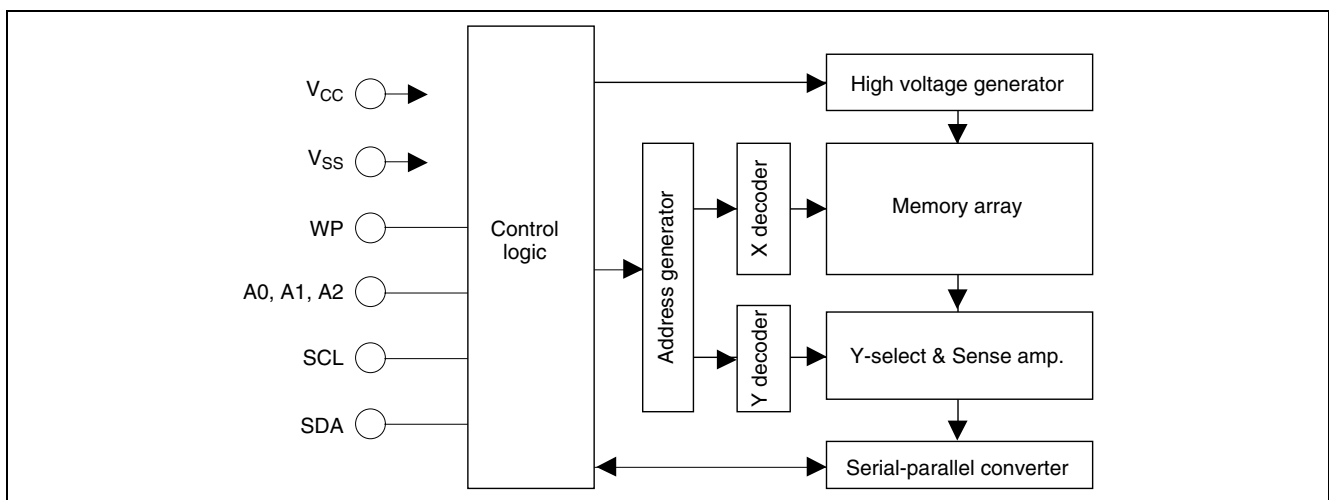 V_CC
V_SS
WP
A0, A1, A2
SCL
SDA
Control
logic
Address generator
X decoder
Y decoder
High voltage generator
Memory array
Y-select & Sense amp.
Serial-parallel converter